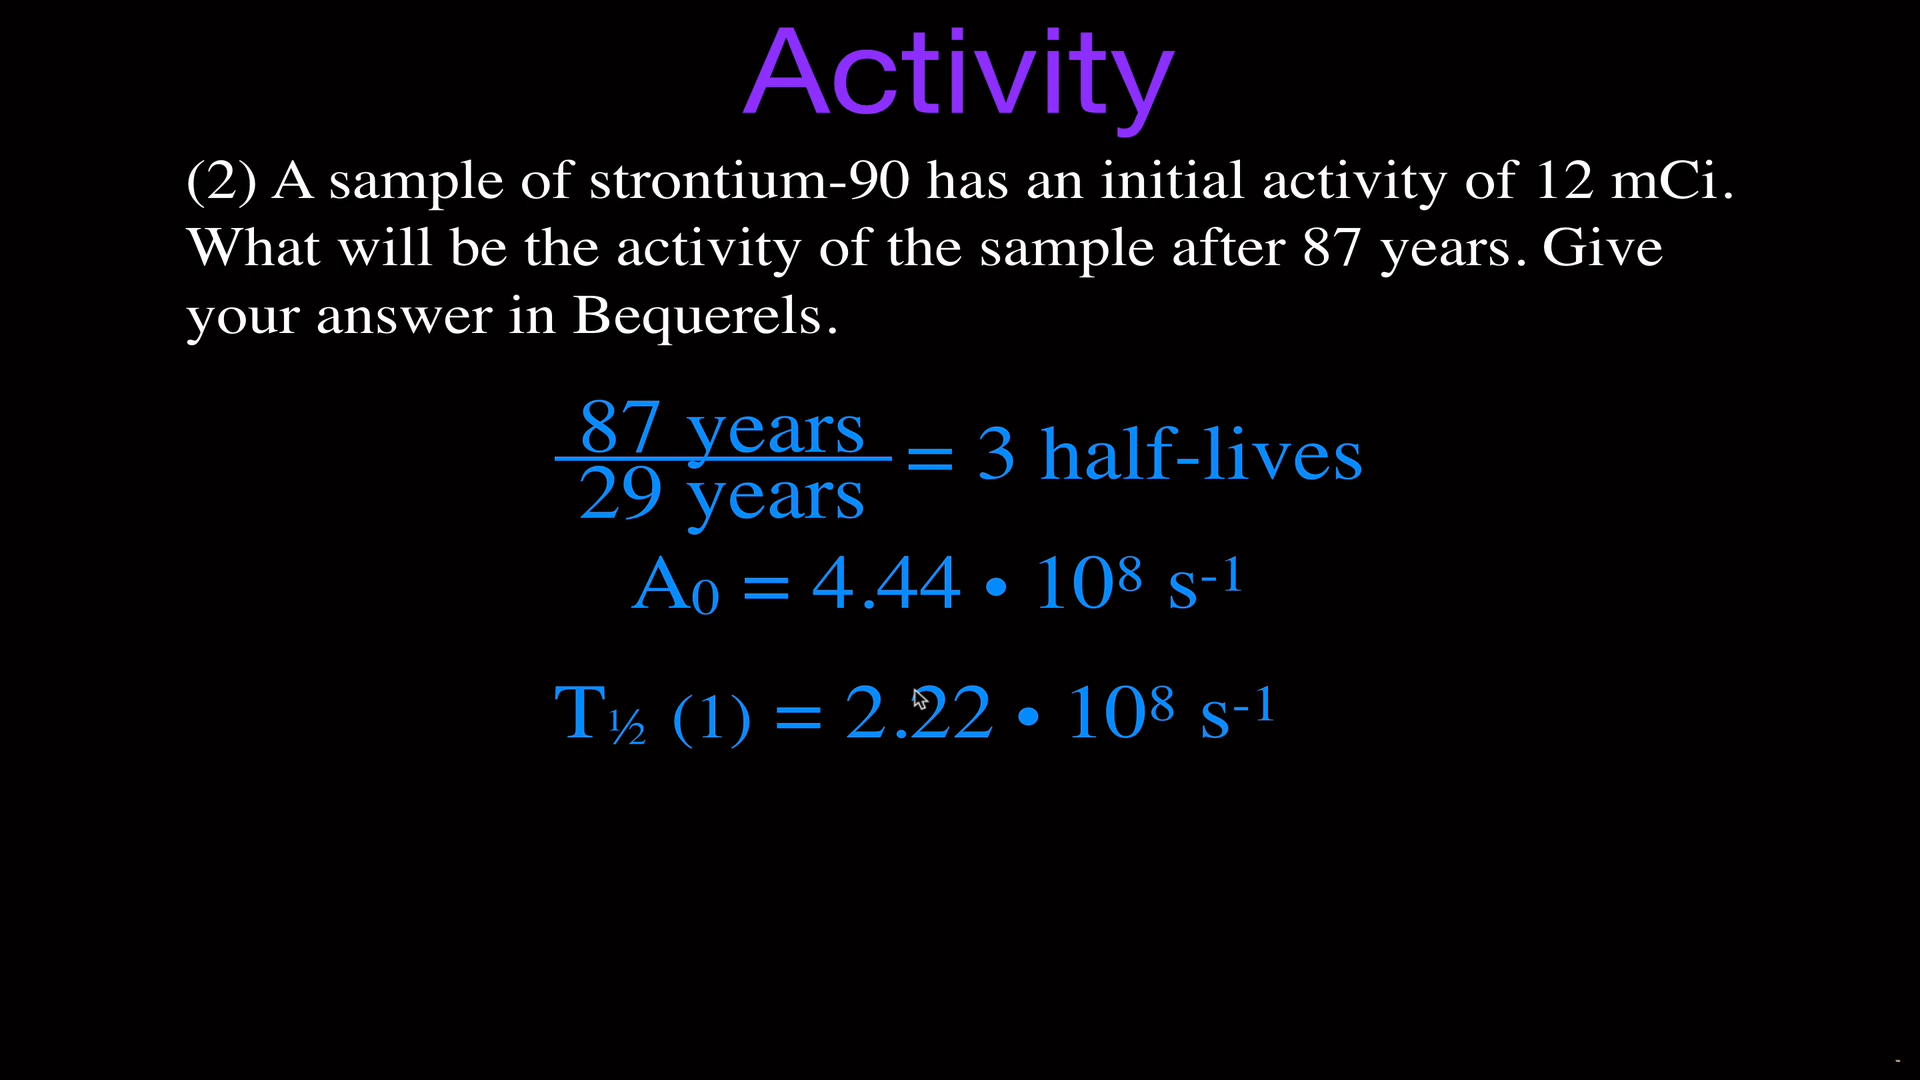 Activity
(2) A sample of strontium-90 has an initial activity of 12 mCi.
What will be the activity of the sample after 87 years. Give
your answer in Bequerels.
87 years
29 years
= 3 half-lives
A₀ = 4.44 • 10⁸ s⁻¹
T½ (1) = 2.22 • 10⁸ s⁻¹